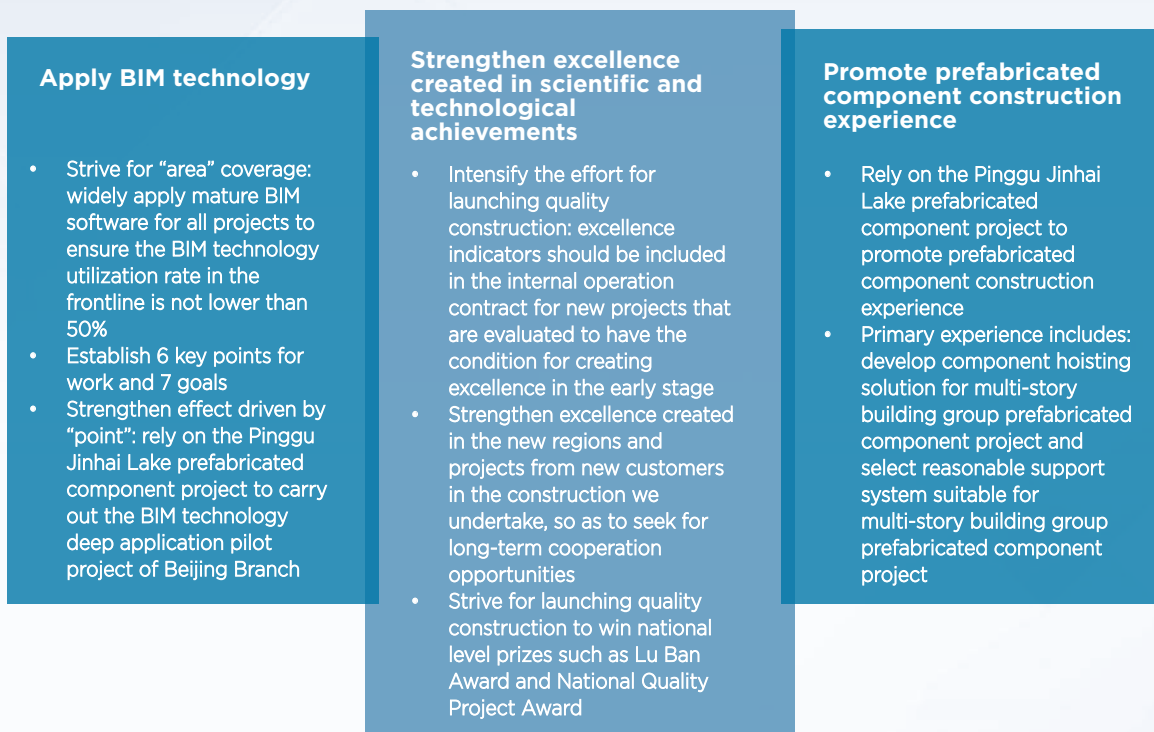 Apply BIM technology
• Strive for “area” coverage:
widely apply mature BIM
software for all projects to
ensure the BIM technology
utilization rate in the
frontline is not lower than
50%
• Establish 6 key points for
work and 7 goals
• Strengthen effect driven by
“point”: rely on the Pinggu
Jinhai Lake prefabricated
component project to carry
out the BIM technology
deep application pilot
project of Beijing Branch
Strengthen excellence
created in scientific and
technological
achievements
• Intensify the effort for
launching quality
construction: excellence
indicators should be included
in the internal operation
contract for new projects that
are evaluated to have the
condition for creating
excellence in the early stage
• Strengthen excellence created
in the new regions and
projects from new customers
in the construction we
undertake, so as to seek for
long-term cooperation
opportunities
• Strive for launching quality
construction to win national
level prizes such as Lu Ban
Award and National Quality
Project Award
Promote prefabricated
component construction
experience
• Rely on the Pinggu Jinhai
Lake prefabricated
component project to
promote prefabricated
component construction
experience
• Primary experience includes:
develop component hoisting
solution for multi-story
building group prefabricated
component project and
select reasonable support
system suitable for
multi-story building group
prefabricated component
project